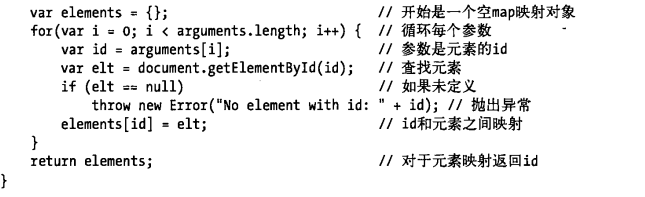 var elements = {}; // 开始是一个空map映射对象
for(var i = 0; i < arguments.length; i++) { // 循环每个参数
var id = arguments[i]; // 参数是元素的id
var elt = document.getElementById(id); // 查找元素
if (elt == null) // 如果未定义
throw new Error("No element with id: " + id); // 抛出异常
elements[id] = elt; // id和元素之间映射
}
return elements; // 对于元素映射返回id
}